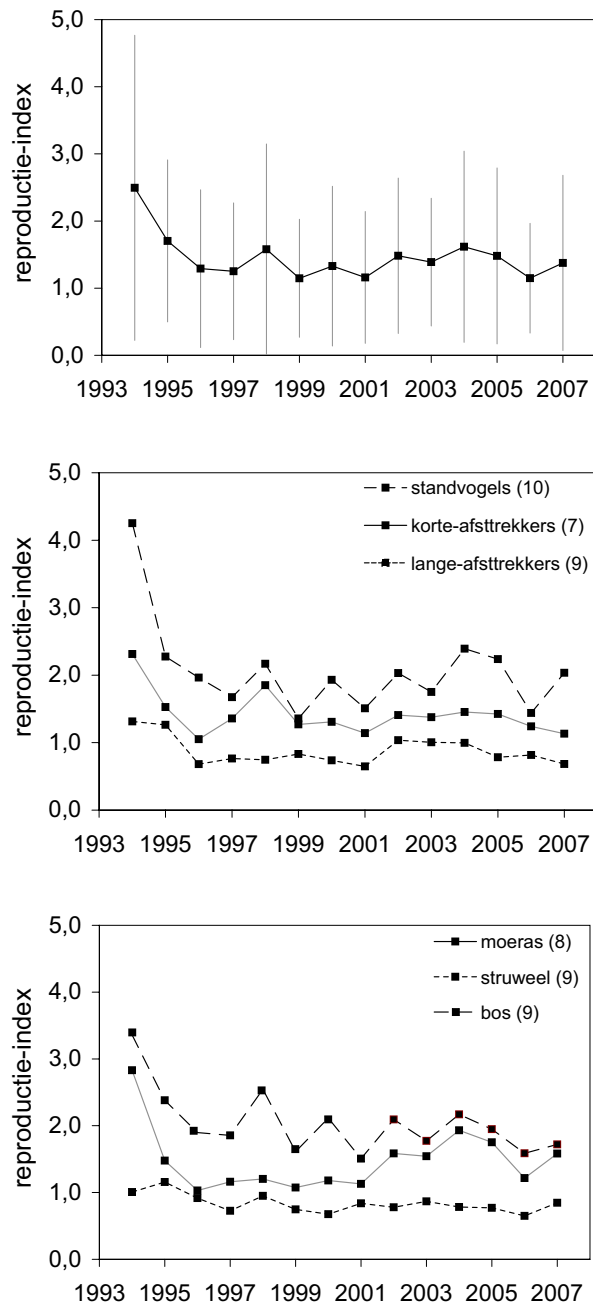 reproductie-index
5,0
4,0
3,0
2,0
1,0
0,0
1993 1995 1997 1999 2001 2003 2005 2007
reproductie-index
5,0
4,0
3,0
2,0
1,0
0,0
standvogels (10)
korte-afsttrekkers (7)
lange-afsttrekkers (9)
1993 1995 1997 1999 2001 2003 2005 2007
reproductie-index
5,0
4,0
3,0
2,0
1,0
0,0
moeras (8)
struweel (9)
bos (9)
1993 1995 1997 1999 2001 2003 2005 2007